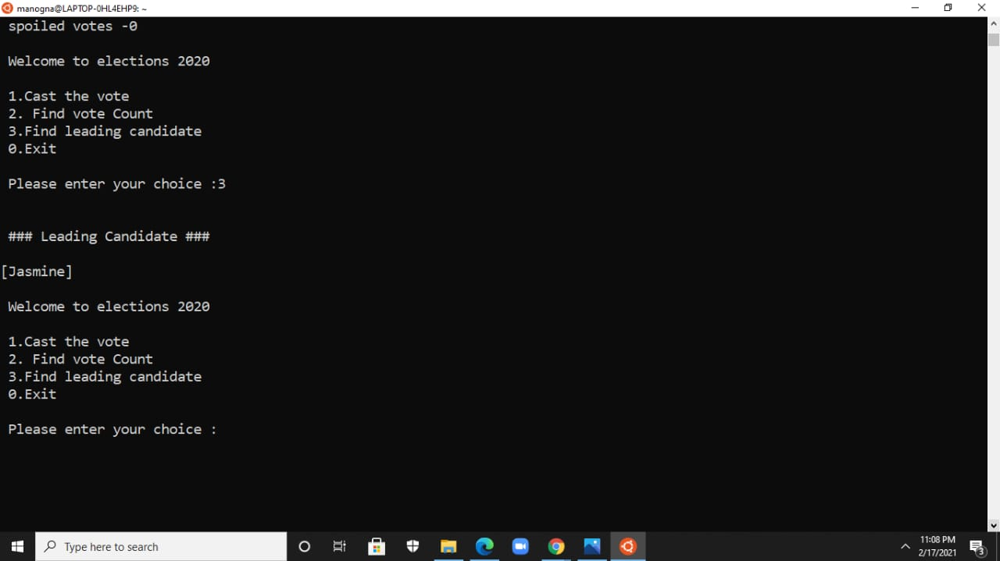 manogna@LAPTOP-0HL4EHP9: ~
spoiled votes -0
Welcome to elections 2020
1.Cast the vote
2. Find vote Count
3.Find leading candidate
0.Exit
Please enter your choice :3
### Leading Candidate ###
[Jasmine]
Welcome to elections 2020
1.Cast the vote
2. Find vote Count
3.Find leading candidate
0.Exit
Please enter your choice :
Type here to search
11:08 PM
2/17/2021
3